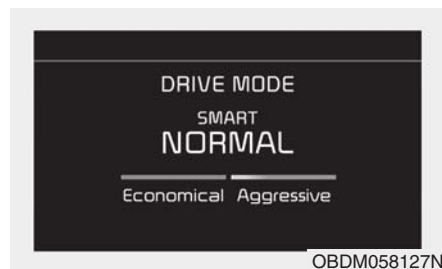 DRIVE MODE
SMART
NORMAL
Economical Aggressive
OBDM058127N